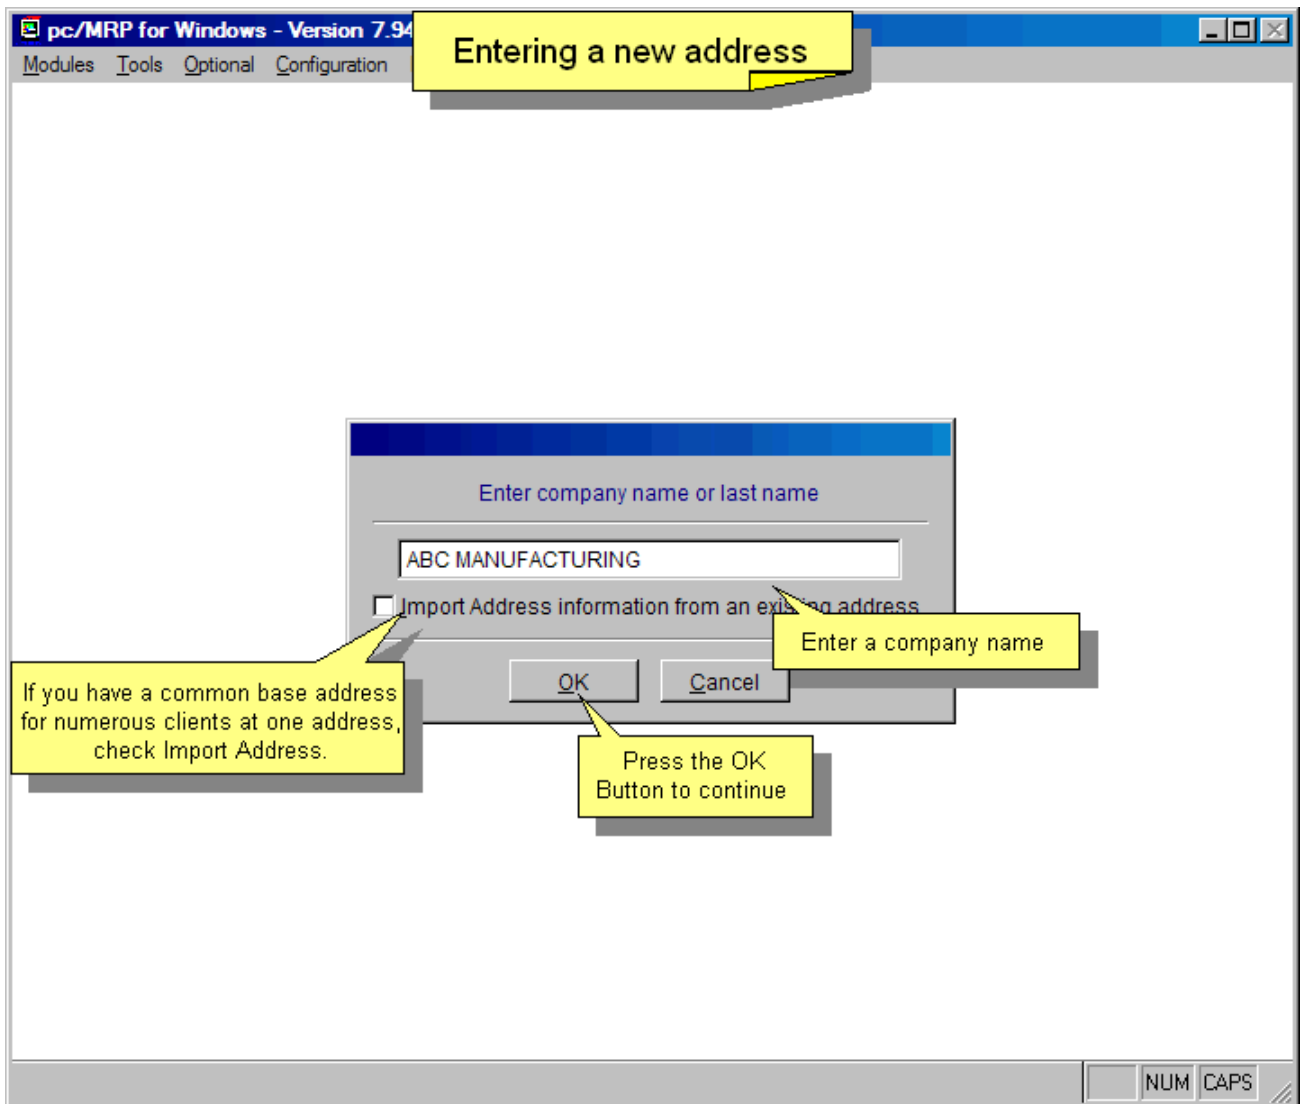 pc/MRP for Windows - Version 7.94
Entering a new address
Modules Tools Optional Configuration
Enter company name or last name
ABC MANUFACTURING
Import Address information from an existing address
Enter a company name
OK Cancel
If you have a common base address
for numerous clients at one address,
check Import Address.
Press the OK
Button to continue
NUM CAPS